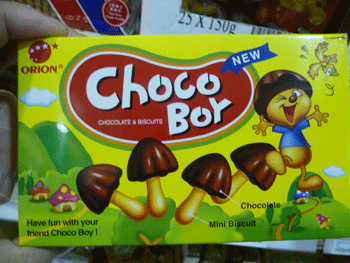 25 x 150g
ORION®
NEW
Choco
Boy
CHOCOLATE & BISCUITS
Chocolate
Mini Biscuit
Have fun with your
friend Choco Boy !